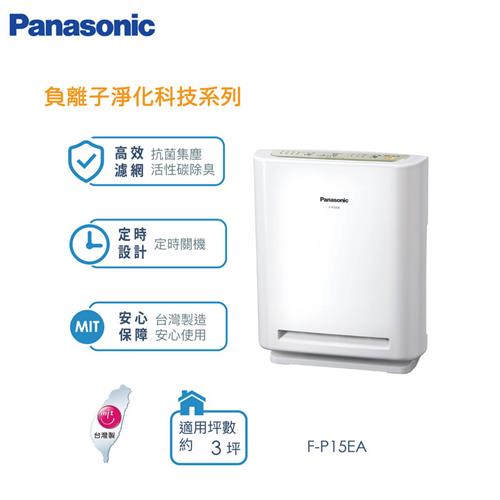 Panasonic
負離子淨化科技系列
高效
濾網
抗菌集塵
活性碳除臭
定時
設計
定時關機
MIT
安心
保障
台灣製造
安心使用
Panasonic
mit
台灣製
適用坪數
約 3 坪
F-P15EA